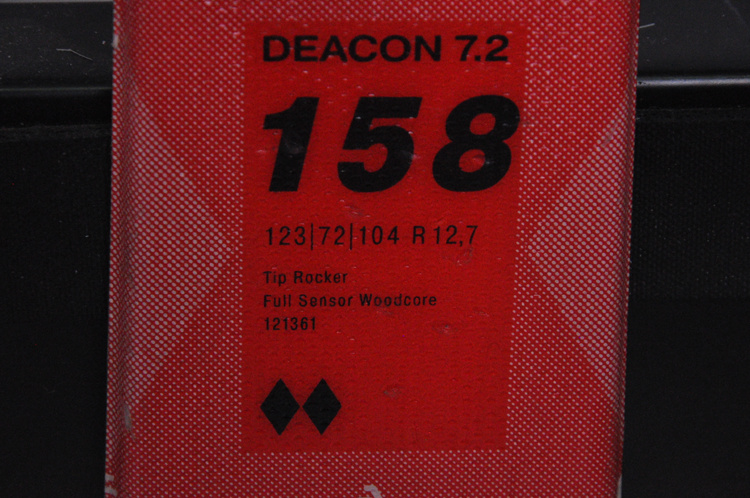 DEACON 7.2
158
123|72|104 R 12,7
Tip Rocker
Full Sensor Woodcore
121361